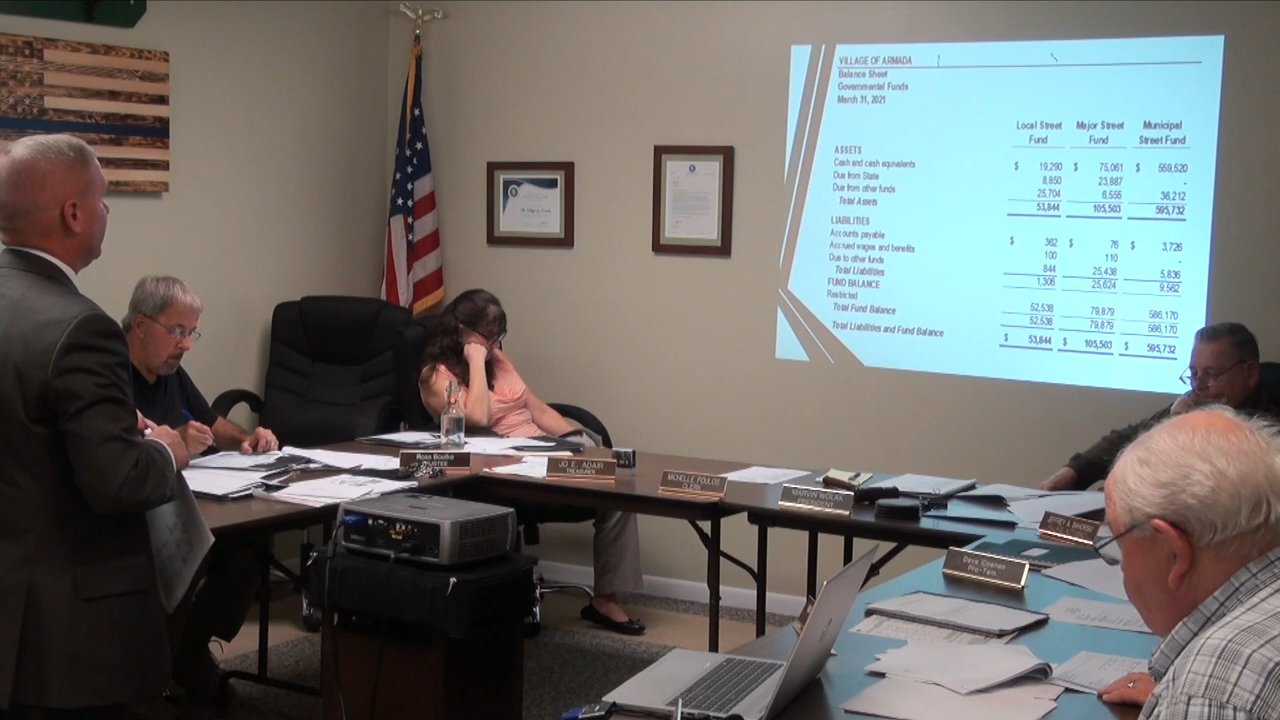 VILLAGE OF ARMADA
Balance Sheet
Governmental Funds
March 31, 2021
Local Street Fund Major Street Fund Municipal Street Fund
ASSETS
Cash and cash equivalents $ 19,290 $ 75,061 $ 559,520
Due from State 8,850 23,887 -
Due from other funds 25,704 6,555 36,212
Total Assets 53,844 105,503 595,732
LIABILITIES
Accounts payable $ 362 $ 76 $ 3,726
Accrued wages and benefits 100 110 -
Due to other funds 844 25,438 5,836
Total Liabilities 1,306 25,624 9,562
FUND BALANCE
Restricted 52,538 79,879 586,170
Total Fund Balance 52,538 79,879 586,170
Total Liabilities and Fund Balance $ 53,844 $ 105,503 $ 595,732
Ross Boelke
TRUSTEE
JO E. ADAIR
TREASURER
MICHELLE POULOS
CLERK
MARVIN WOLAK
PRESIDENT
JEFFREY A.
Dave
Pro-Tem